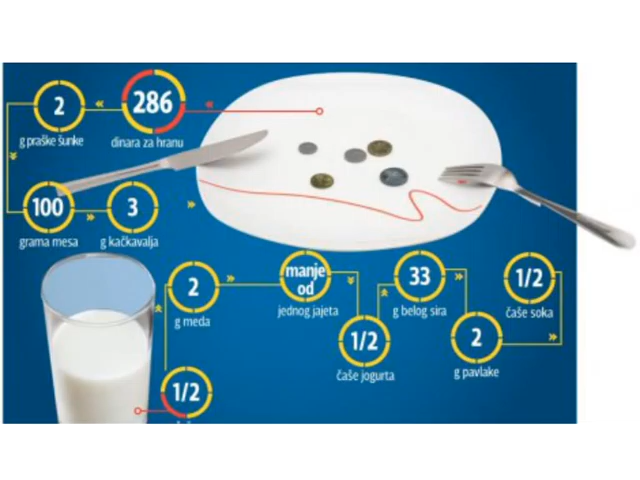 2
g praške šunke
286
dinara za hranu
100
grama mesa
3
g kačkavalja
2
g meda
manje
od
jednog jajeta
1/2
čaše jogurta
33
g belog sira
2
g pavlake
1/2
čaše soka
1/2